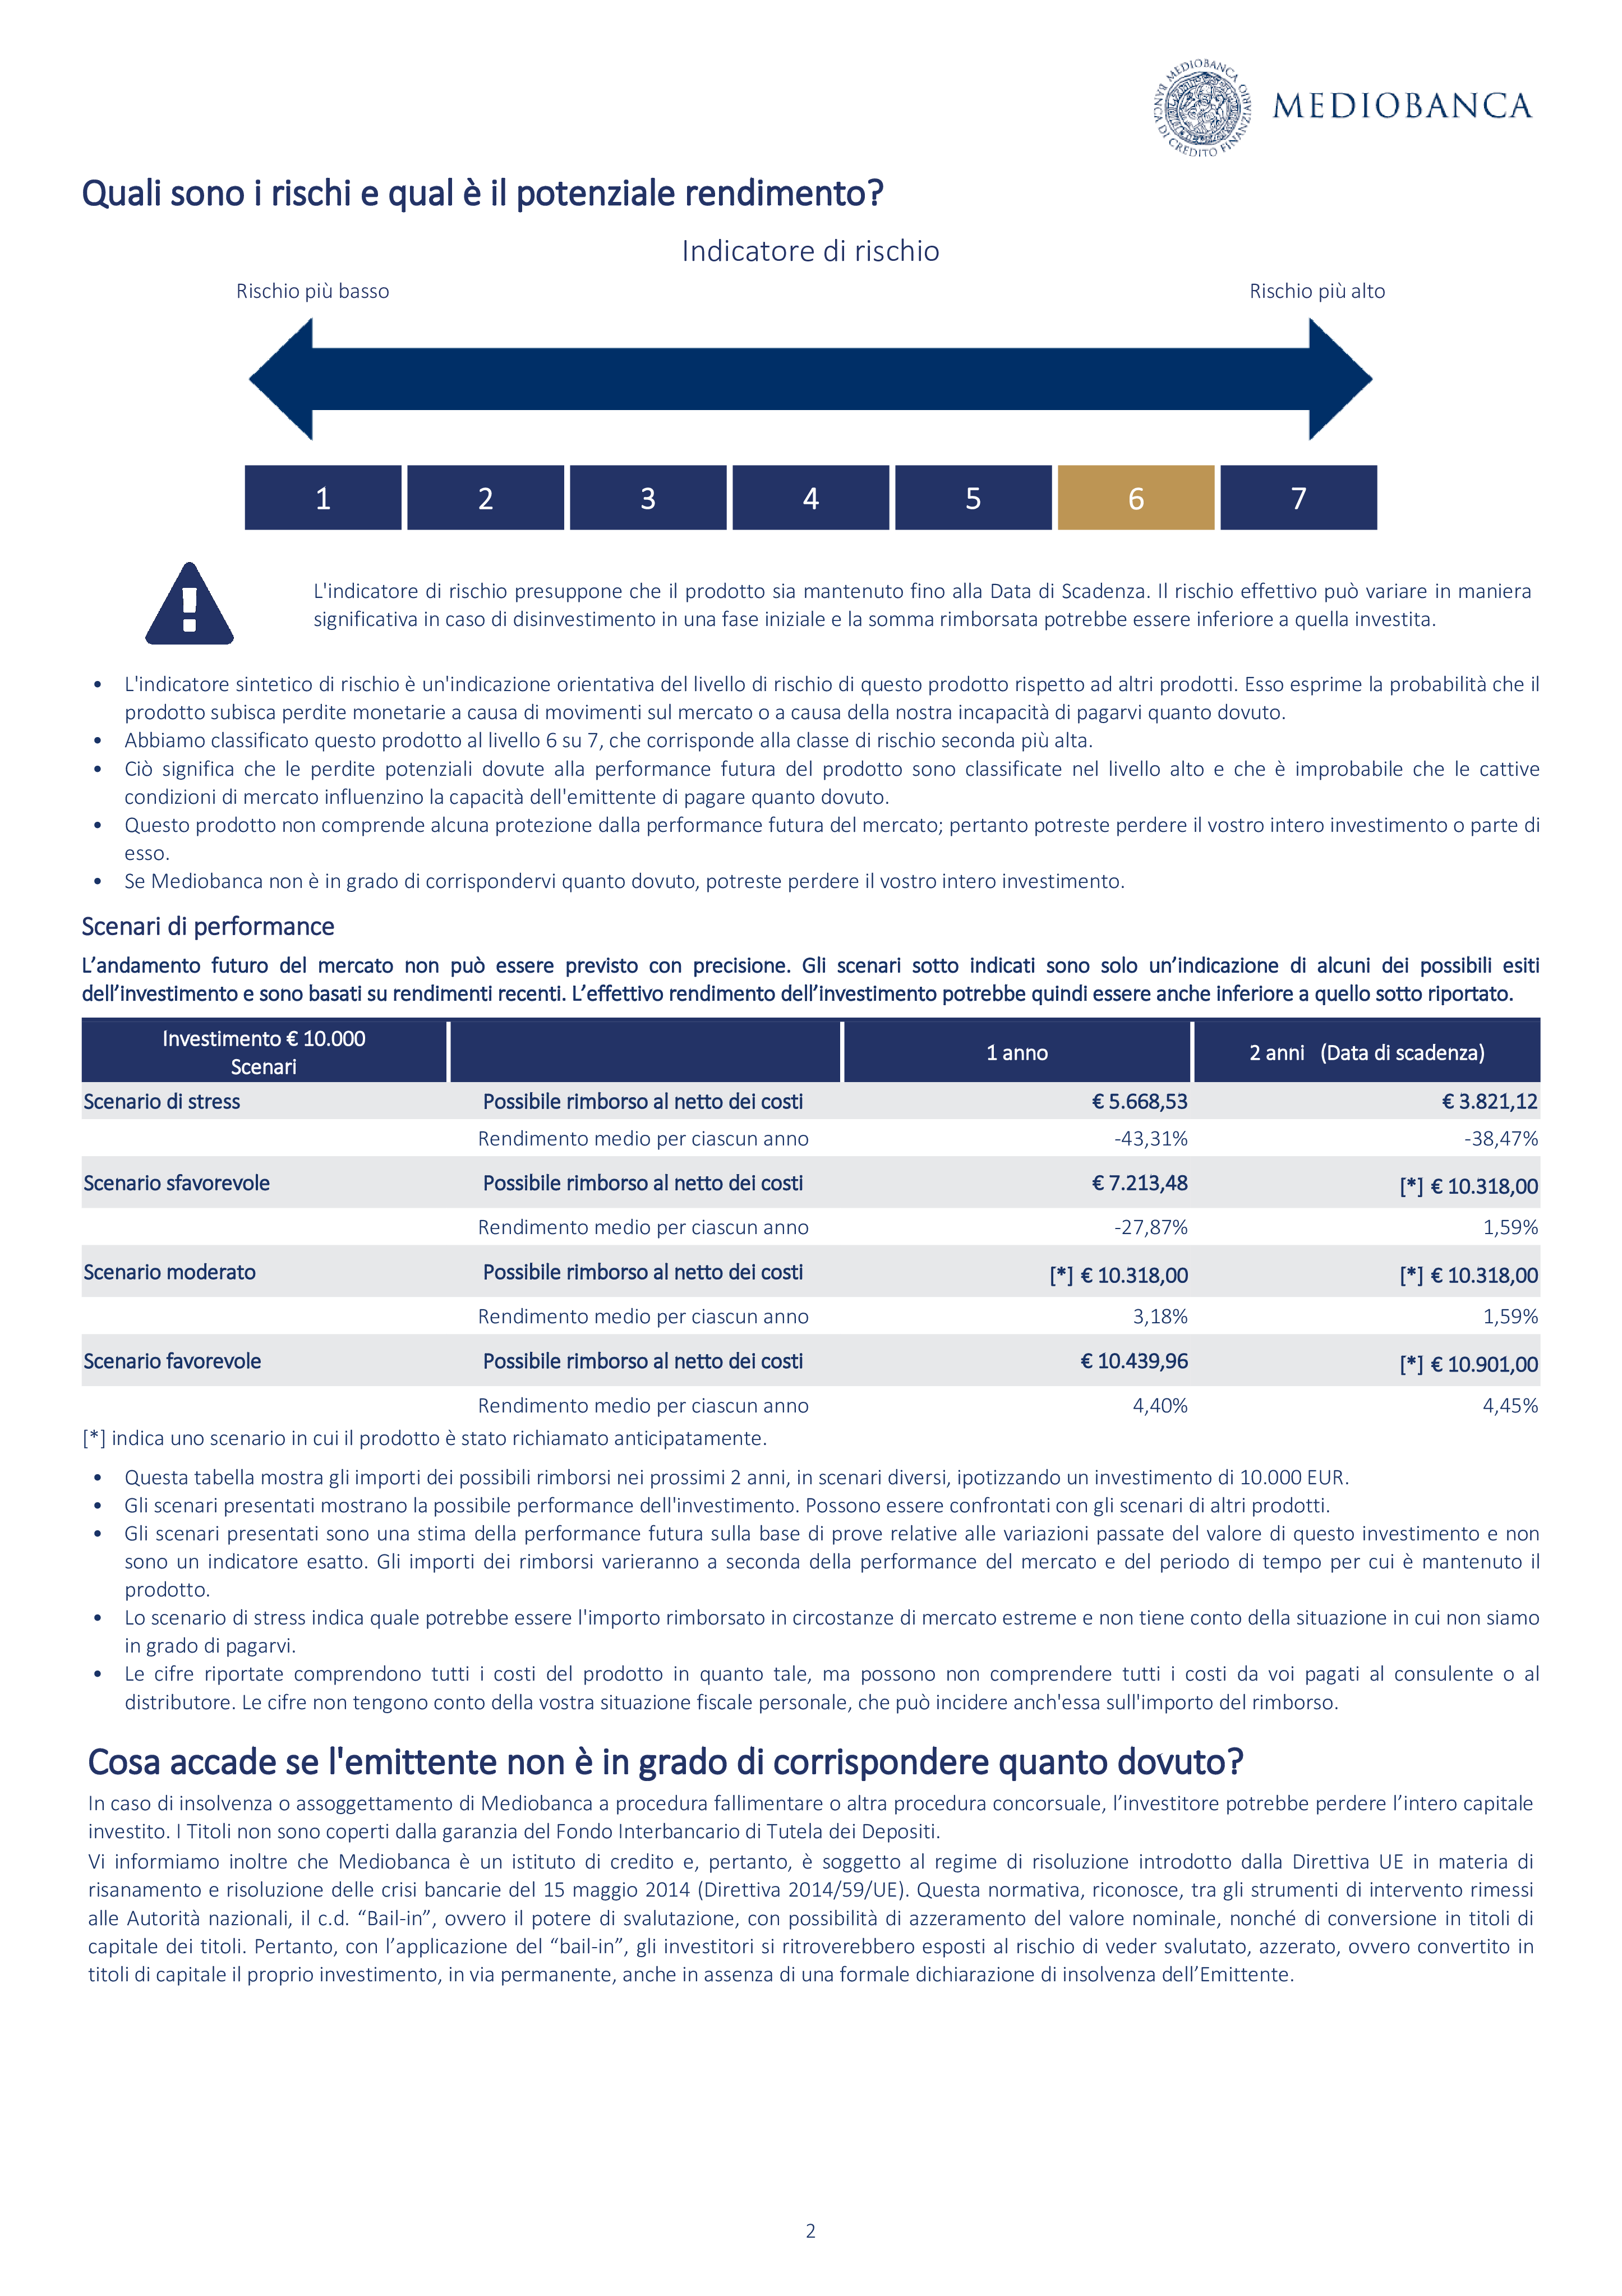 MEDIOBANCA
BANCA DI CREDITO FINANZIARIO
MEDIOBANCA
Quali sono i rischi e qual è il potenziale rendimento?
Indicatore di rischio
Rischio più basso
Rischio più alto
1 2 3 4 5 6 7
L'indicatore di rischio presuppone che il prodotto sia mantenuto fino alla Data di Scadenza. Il rischio effettivo può variare in maniera
significativa in caso di disinvestimento in una fase iniziale e la somma rimborsata potrebbe essere inferiore a quella investita.
• L'indicatore sintetico di rischio è un'indicazione orientativa del livello di rischio di questo prodotto rispetto ad altri prodotti. Esso esprime la probabilità che il
prodotto subisca perdite monetarie a causa di movimenti sul mercato o a causa della nostra incapacità di pagarvi quanto dovuto.
• Abbiamo classificato questo prodotto al livello 6 su 7, che corrisponde alla classe di rischio seconda più alta.
• Ciò significa che le perdite potenziali dovute alla performance futura del prodotto sono classificate nel livello alto e che è improbabile che le cattive
condizioni di mercato influenzino la capacità dell'emittente di pagare quanto dovuto.
• Questo prodotto non comprende alcuna protezione dalla performance futura del mercato; pertanto potreste perdere il vostro intero investimento o parte di
esso.
• Se Mediobanca non è in grado di corrispondervi quanto dovuto, potreste perdere il vostro intero investimento.
Scenari di performance
L’andamento futuro del mercato non può essere previsto con precisione. Gli scenari sotto indicati sono solo un’indicazione di alcuni dei possibili esiti
dell’investimento e sono basati su rendimenti recenti. L’effettivo rendimento dell’investimento potrebbe quindi essere anche inferiore a quello sotto riportato.
Investimento € 10.000
Scenari
1 anno
2 anni (Data di scadenza)
Scenario di stress Possibile rimborso al netto dei costi € 5.668,53 € 3.821,12
Rendimento medio per ciascun anno -43,31% -38,47%
Scenario sfavorevole Possibile rimborso al netto dei costi € 7.213,48 [*] € 10.318,00
Rendimento medio per ciascun anno -27,87% 1,59%
Scenario moderato Possibile rimborso al netto dei costi [*] € 10.318,00 [*] € 10.318,00
Rendimento medio per ciascun anno 3,18% 1,59%
Scenario favorevole Possibile rimborso al netto dei costi € 10.439,96 [*] € 10.901,00
Rendimento medio per ciascun anno 4,40% 4,45%
[*] indica uno scenario in cui il prodotto è stato richiamato anticipatamente.
• Questa tabella mostra gli importi dei possibili rimborsi nei prossimi 2 anni, in scenari diversi, ipotizzando un investimento di 10.000 EUR.
• Gli scenari presentati mostrano la possibile performance dell'investimento. Possono essere confrontati con gli scenari di altri prodotti.
• Gli scenari presentati sono una stima della performance futura sulla base di prove relative alle variazioni passate del valore di questo investimento e non
sono un indicatore esatto. Gli importi dei rimborsi varieranno a seconda della performance del mercato e del periodo di tempo per cui è mantenuto il
prodotto.
• Lo scenario di stress indica quale potrebbe essere l'importo rimborsato in circostanze di mercato estreme e non tiene conto della situazione in cui non siamo
in grado di pagarvi.
• Le cifre riportate comprendono tutti i costi del prodotto in quanto tale, ma possono non comprendere tutti i costi da voi pagati al consulente o al
distributore. Le cifre non tengono conto della vostra situazione fiscale personale, che può incidere anch'essa sull'importo del rimborso.
Cosa accade se l'emittente non è in grado di corrispondere quanto dovuto?
In caso di insolvenza o assoggettamento di Mediobanca a procedura fallimentare o altra procedura concorsuale, l’investitore potrebbe perdere l’intero capitale
investito. I Titoli non sono coperti dalla garanzia del Fondo Interbancario di Tutela dei Depositi.
Vi informiamo inoltre che Mediobanca è un istituto di credito e, pertanto, è soggetto al regime di risoluzione introdotto dalla Direttiva UE in materia di
risanamento e risoluzione delle crisi bancarie del 15 maggio 2014 (Direttiva 2014/59/UE). Questa normativa, riconosce, tra gli strumenti di intervento rimessi
alle Autorità nazionali, il c.d. “Bail-in”, ovvero il potere di svalutazione, con possibilità di azzeramento del valore nominale, nonché di conversione in titoli di
capitale dei titoli. Pertanto, con l’applicazione del “bail-in”, gli investitori si ritroverebbero esposti al rischio di veder svalutato, azzerato, ovvero convertito in
titoli di capitale il proprio investimento, in via permanente, anche in assenza di una formale dichiarazione di insolvenza dell’Emittente.
2